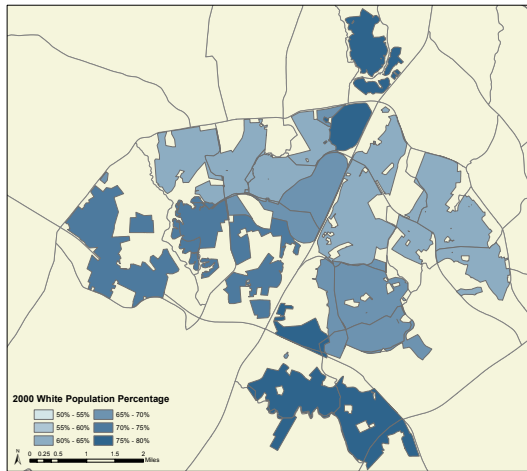 2000 White Population Percentage
50% - 55% 65% - 70%
55% - 60% 70% - 75%
60% - 65% 75% - 80%
N
0 0.25 0.5 1 1.5 2
Miles